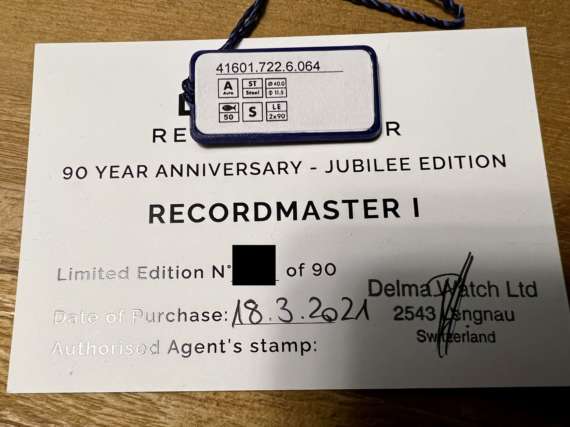 41601.722.6.064
A
Auto
ST
Steel
Ø 40.0
11.5
5G
S
LE
2x90
RE R
90 YEAR ANNIVERSARY - JUBILEE EDITION
RECORDMASTER I
Limited Edition N° of 90
Date of Purchase: 18.3.2021
Authorised Agent's stamp:
Delma Watch Ltd
2543 Lengnau
Switzerland